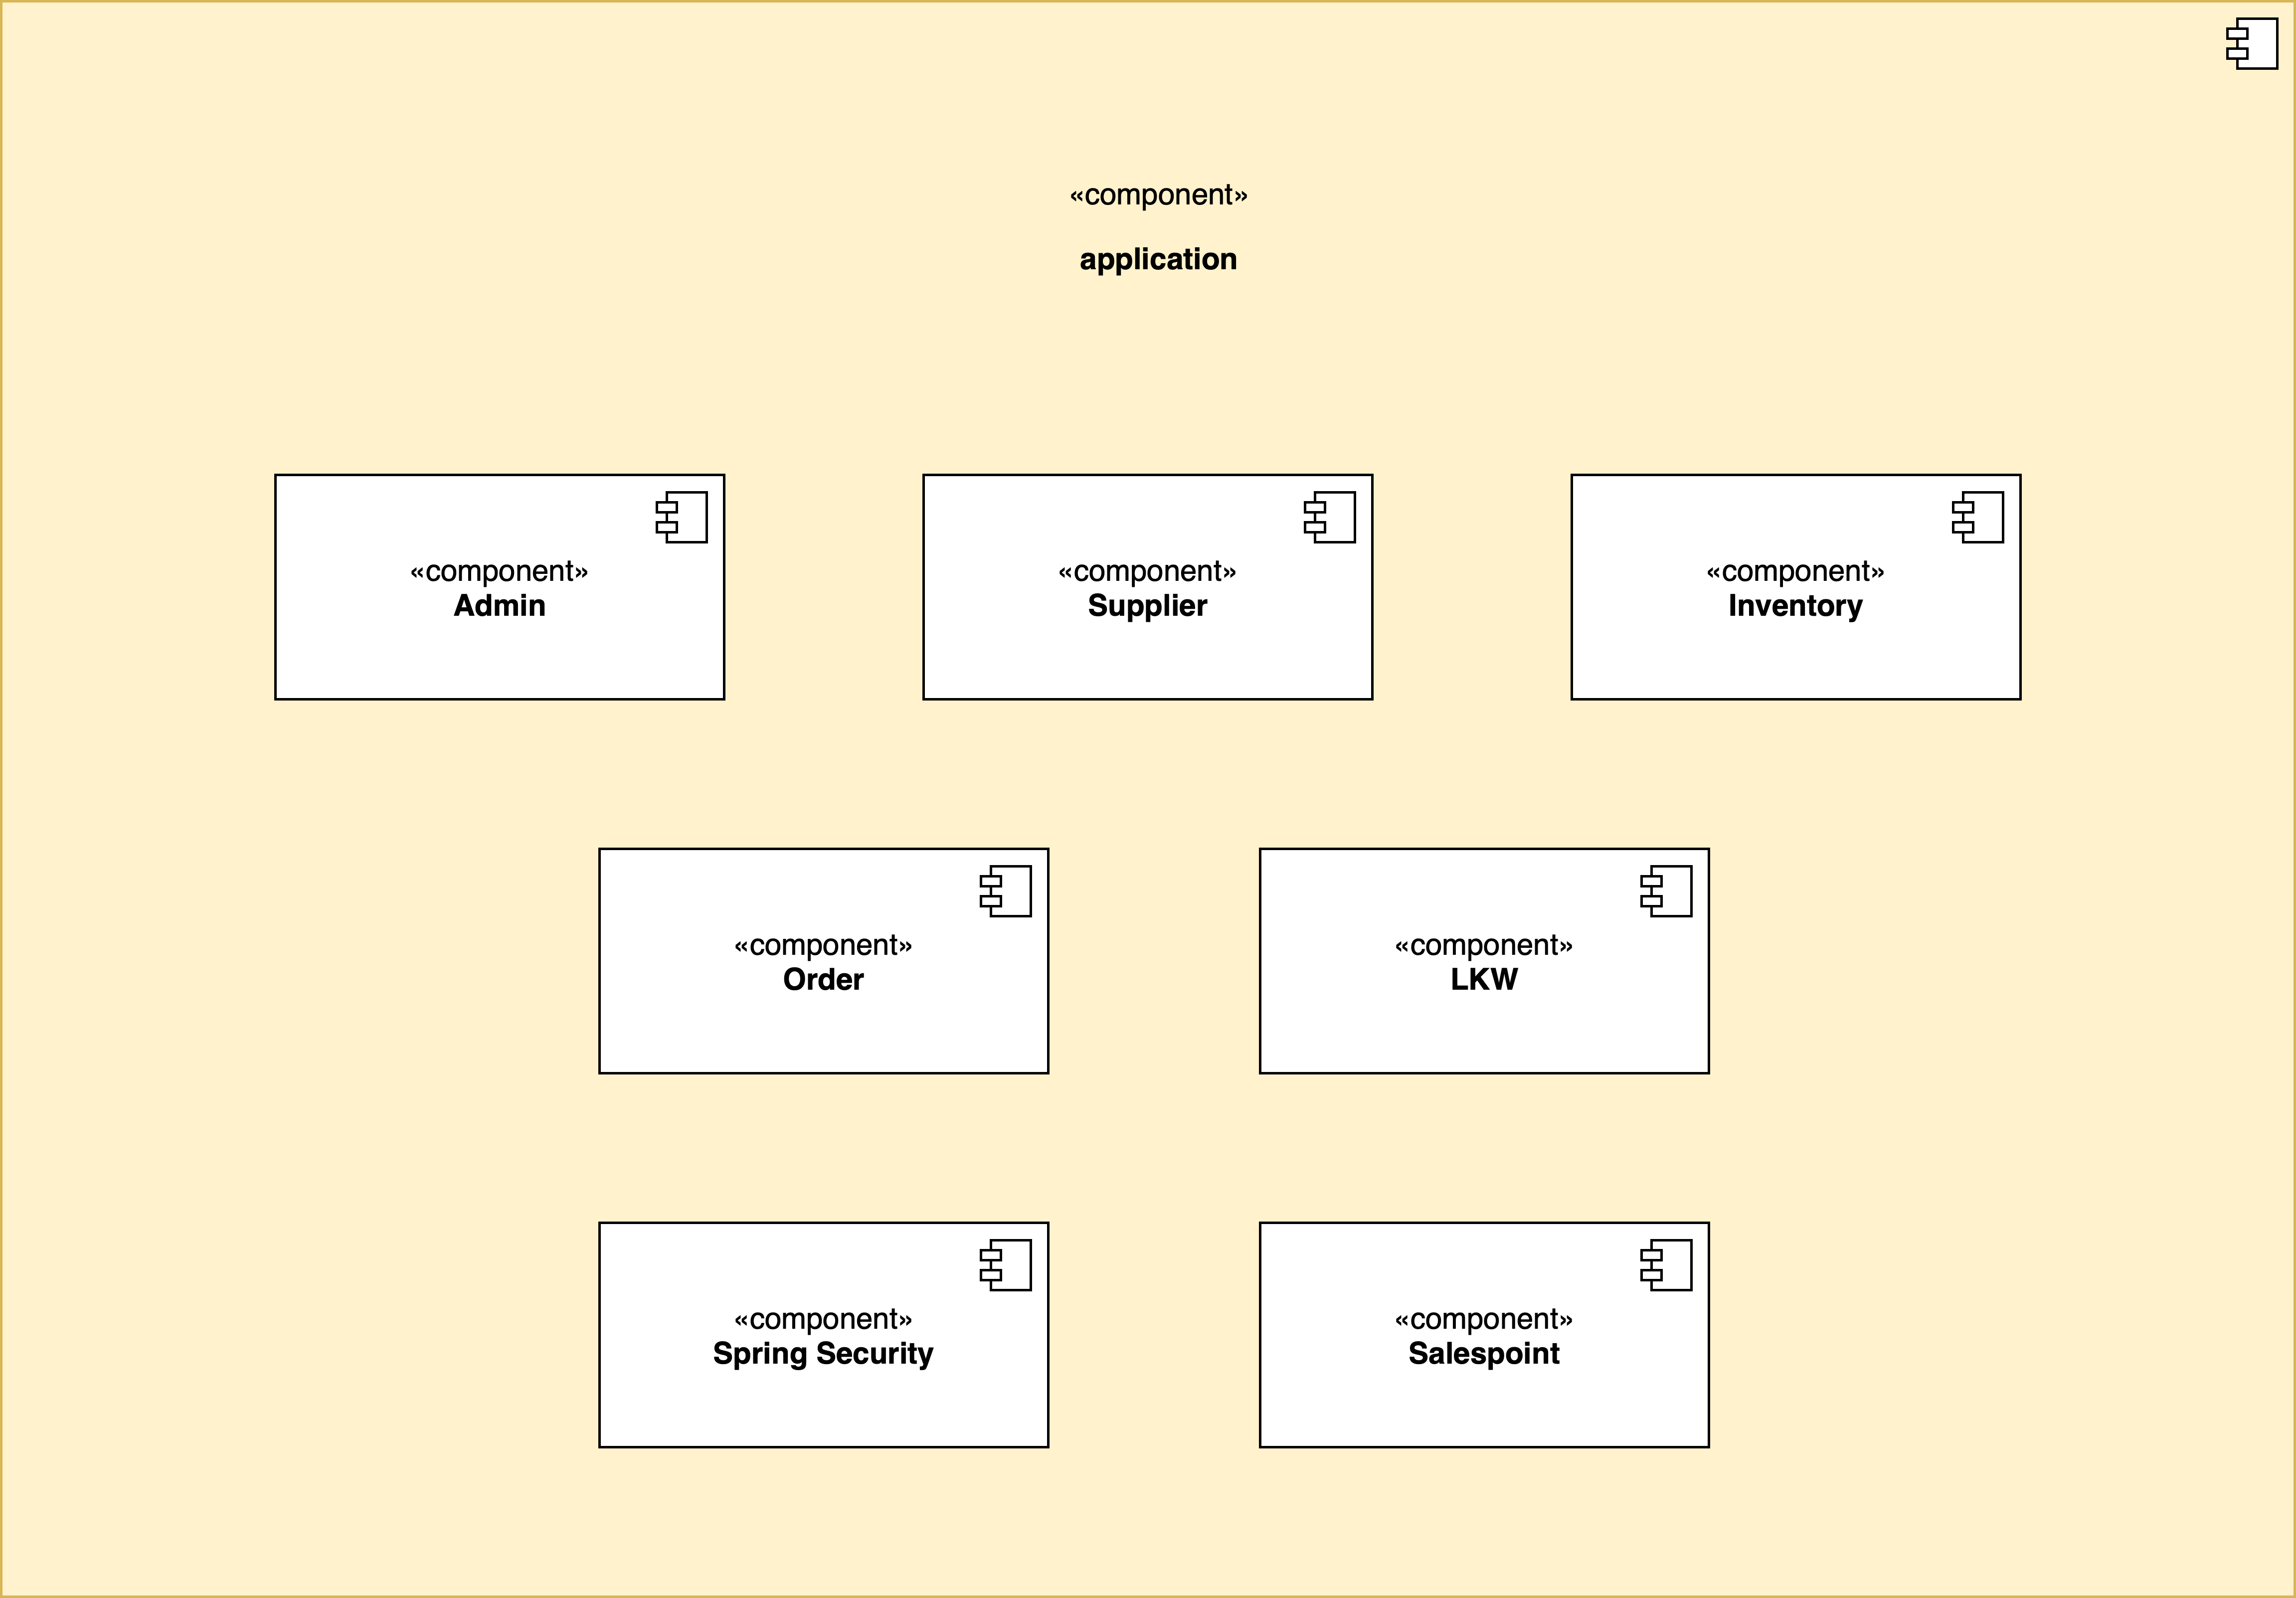 «component»
application
«component»
Admin
«component»
Supplier
«component»
Inventory
«component»
Order
«component»
LKW
«component»
Spring Security
«component»
Salespoint